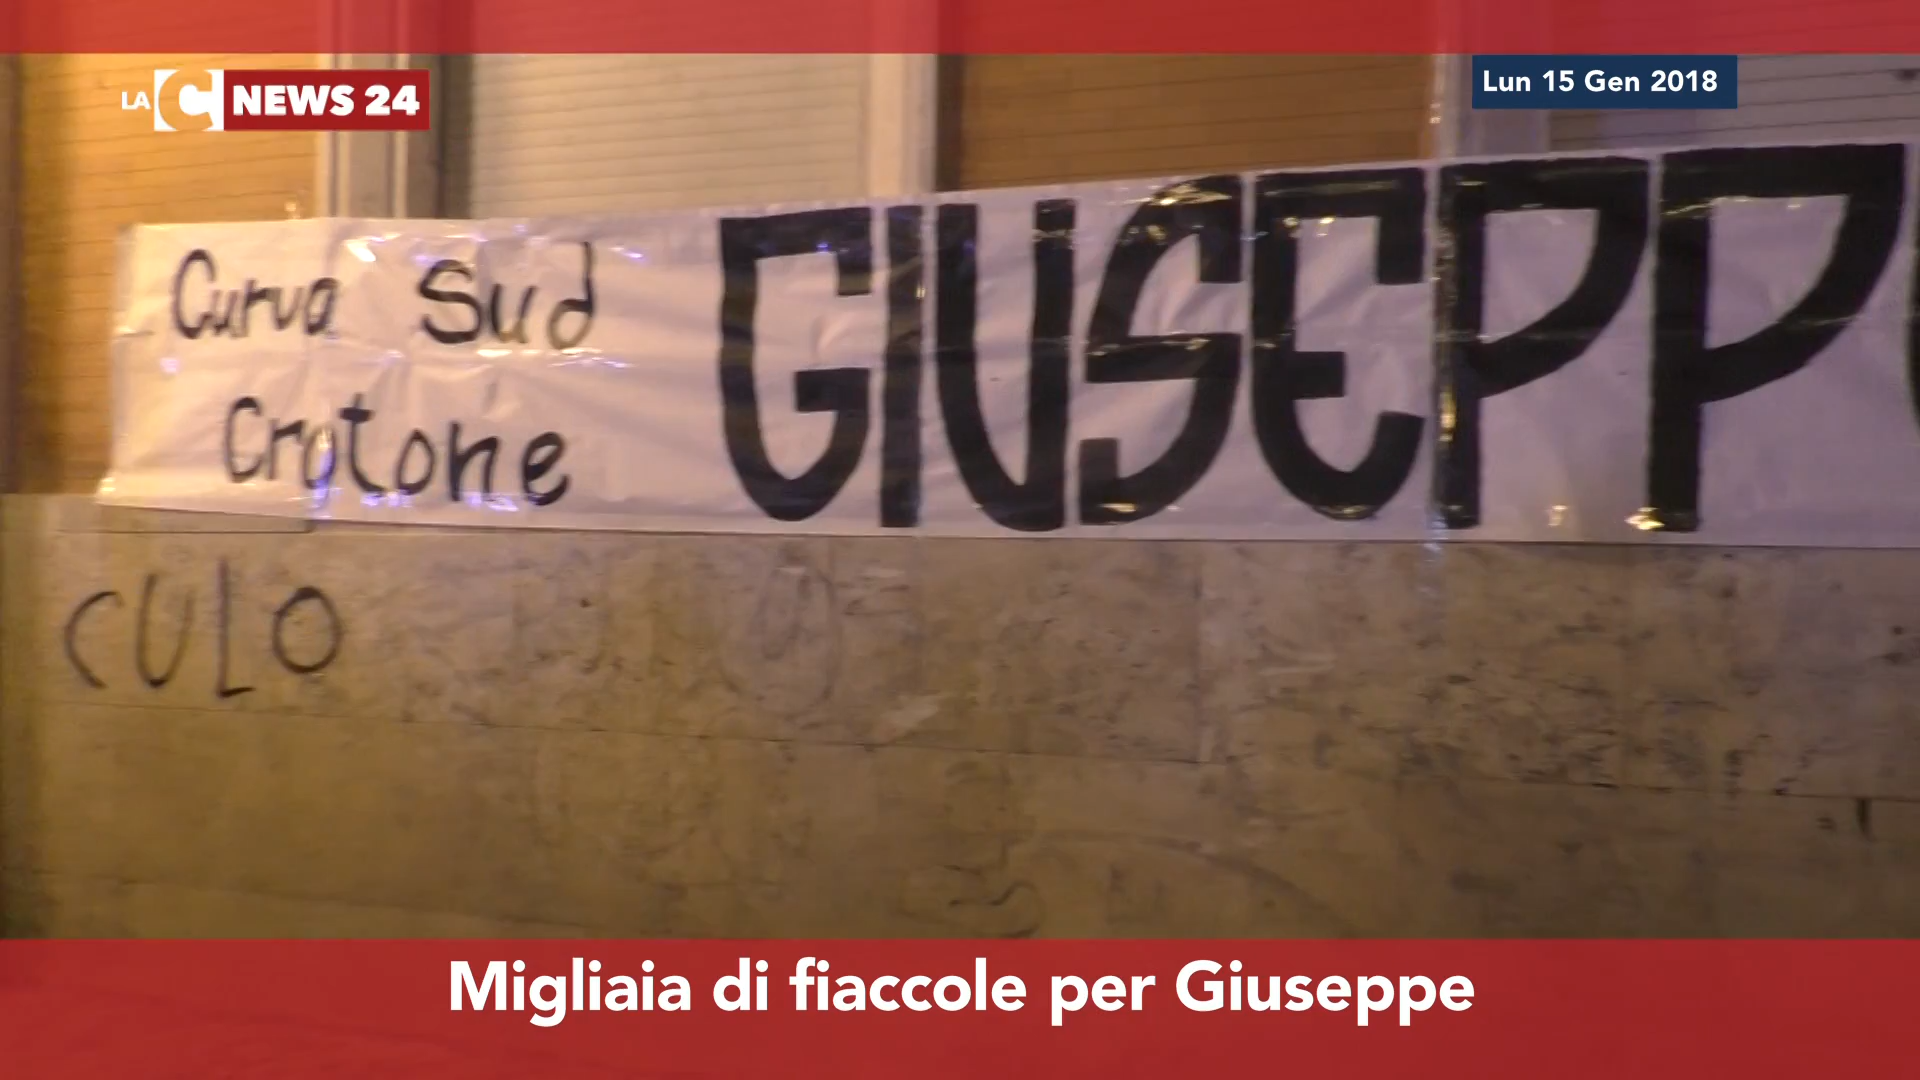 LA C NEWS 24
Lun 15 Gen 2018
Curva Sud
Crotone
GIUSEPP
CULO
Migliaia di fiaccole per Giuseppe